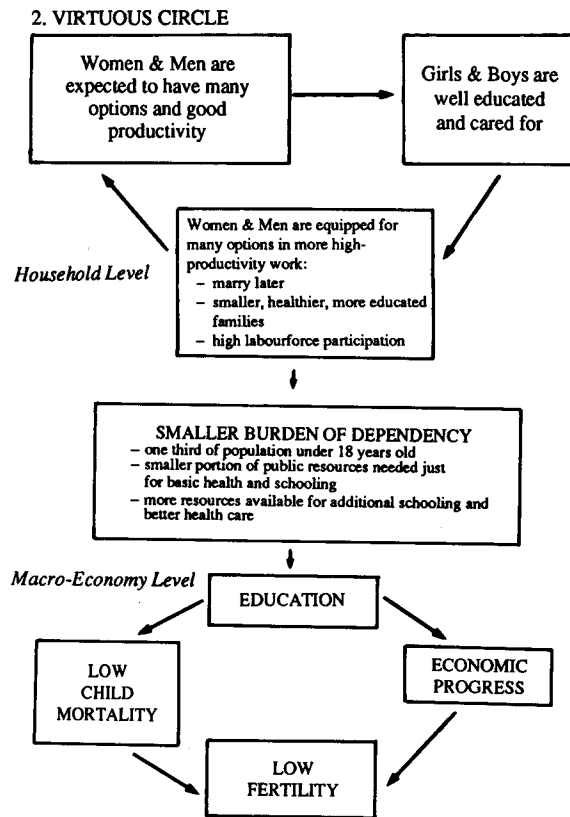 2. VIRTUOUS CIRCLE
Women & Men are
expected to have many
options and good
productivity
Girls & Boys are
well educated
and cared for
Women & Men are equipped for
many options in more high-
productivity work:
– marry later
– smaller, healthier, more educated
families
– high labourforce participation
Household Level
SMALLER BURDEN OF DEPENDENCY
– one third of population under 18 years old
– smaller portion of public resources needed just
for basic health and schooling
– more resources available for additional schooling and
better health care
Macro-Economy Level
EDUCATION
LOW
CHILD
MORTALITY
ECONOMIC
PROGRESS
LOW
FERTILITY